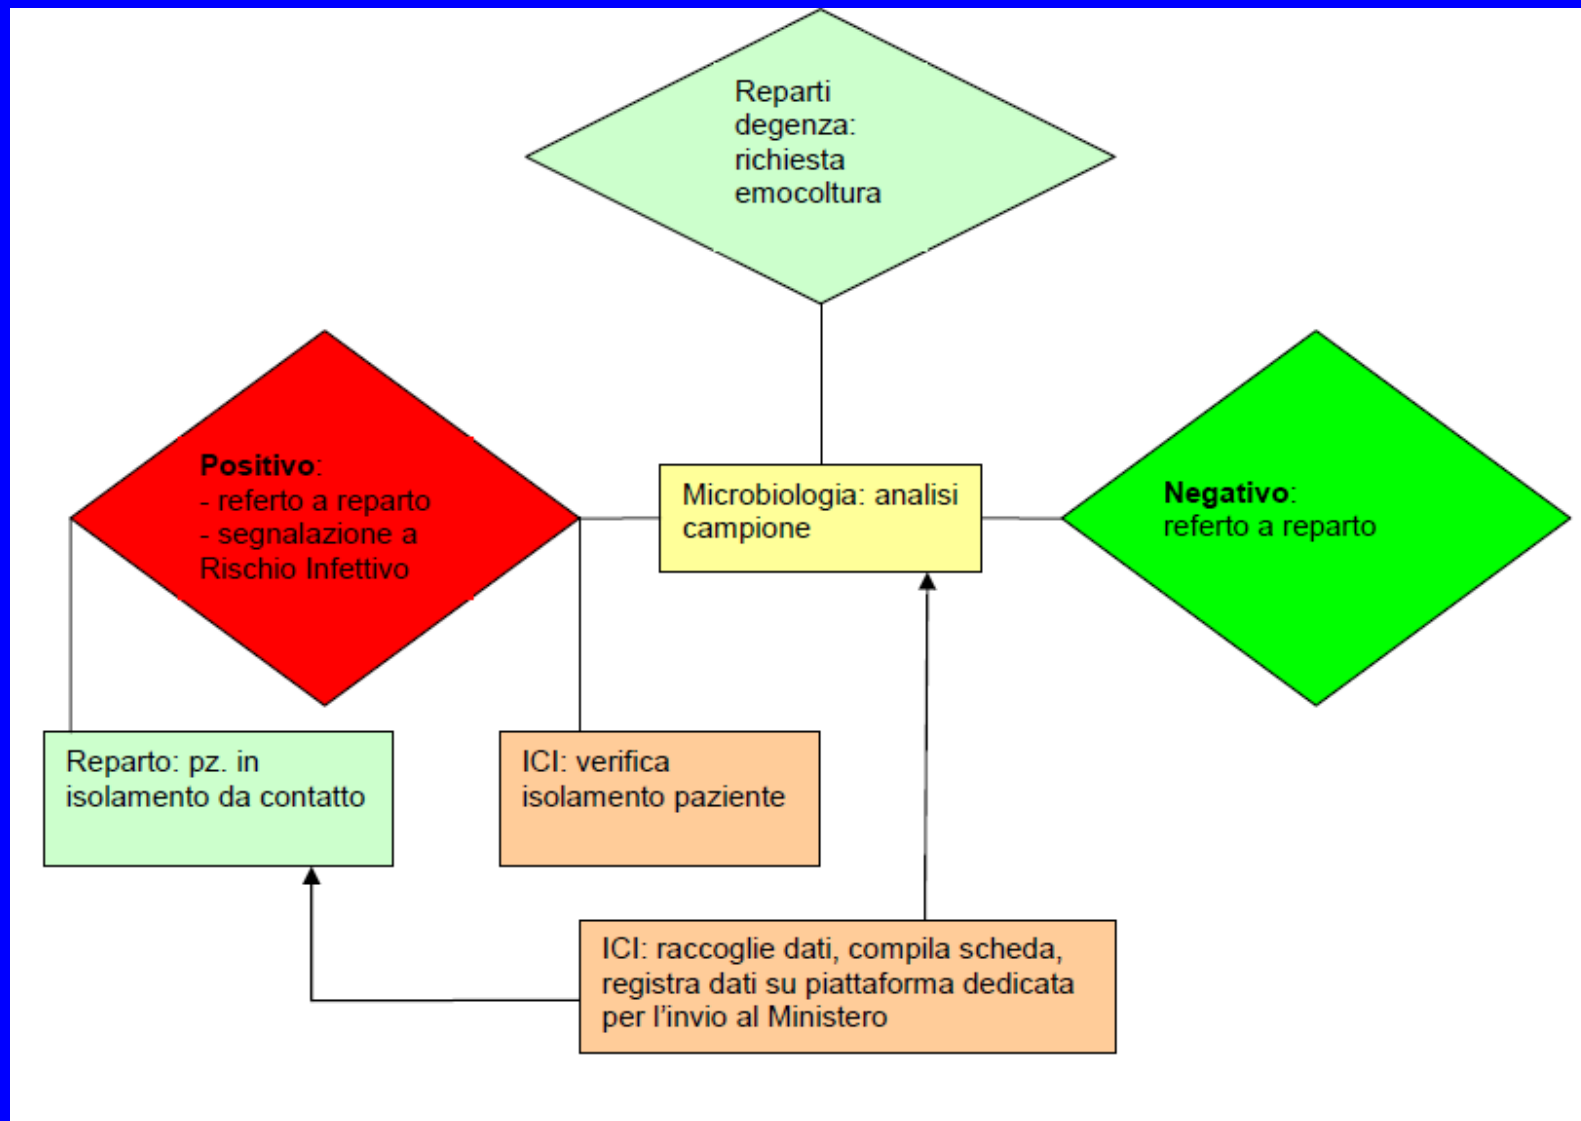 Reparti
degenza:
richiesta
emocoltura
Positivo:
- referto a reparto
- segnalazione a
Rischio Infettivo
Microbiologia: analisi
campione
Negativo:
referto a reparto
Reparto: pz. in
isolamento da contatto
ICI: verifica
isolamento paziente
ICI: raccoglie dati, compila scheda,
registra dati su piattaforma dedicata
per l'invio al Ministero